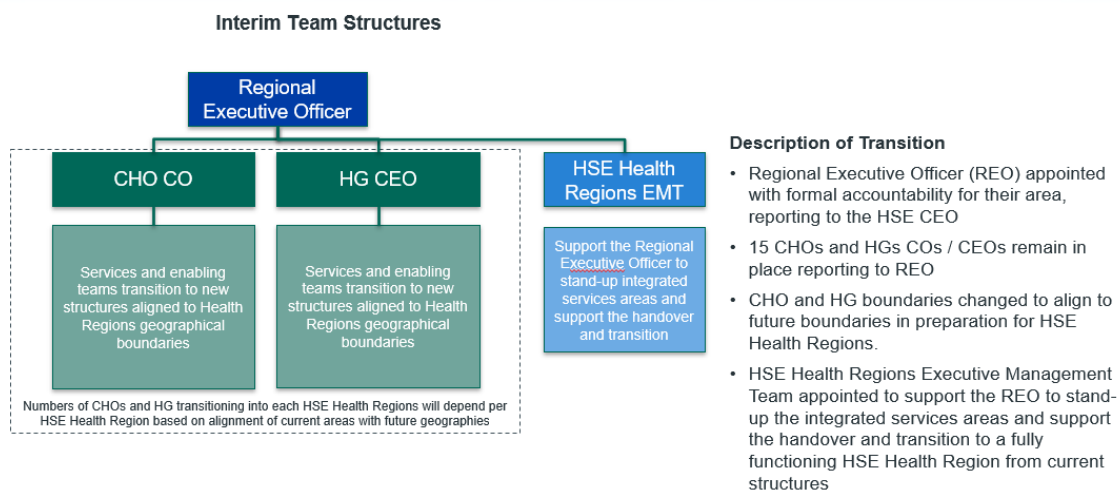 Interim Team Structures
Regional
Executive Officer
CHO CO
HG CEO
HSE Health
Regions EMT
Services and enabling
teams transition to new
structures aligned to Health
Regions geographical
boundaries
Services and enabling
teams transition to new
structures aligned to Health
Regions geographical
boundaries
Support the Regional
Executive Officer to
stand-up integrated
services areas and
support the handover
and transition
Numbers of CHOs and HG transitioning into each HSE Health Regions will depend per
HSE Health Region based on alignment of current areas with future geographies
Description of Transition
• Regional Executive Officer (REO) appointed
with formal accountability for their area,
reporting to the HSE CEO
• 15 CHOs and HGs COs / CEOs remain in
place reporting to REO
• CHO and HG boundaries changed to align to
future boundaries in preparation for HSE
Health Regions.
• HSE Health Regions Executive Management
Team appointed to support the REO to stand-
up the integrated services areas and support
the handover and transition to a fully
functioning HSE Health Region from current
structures